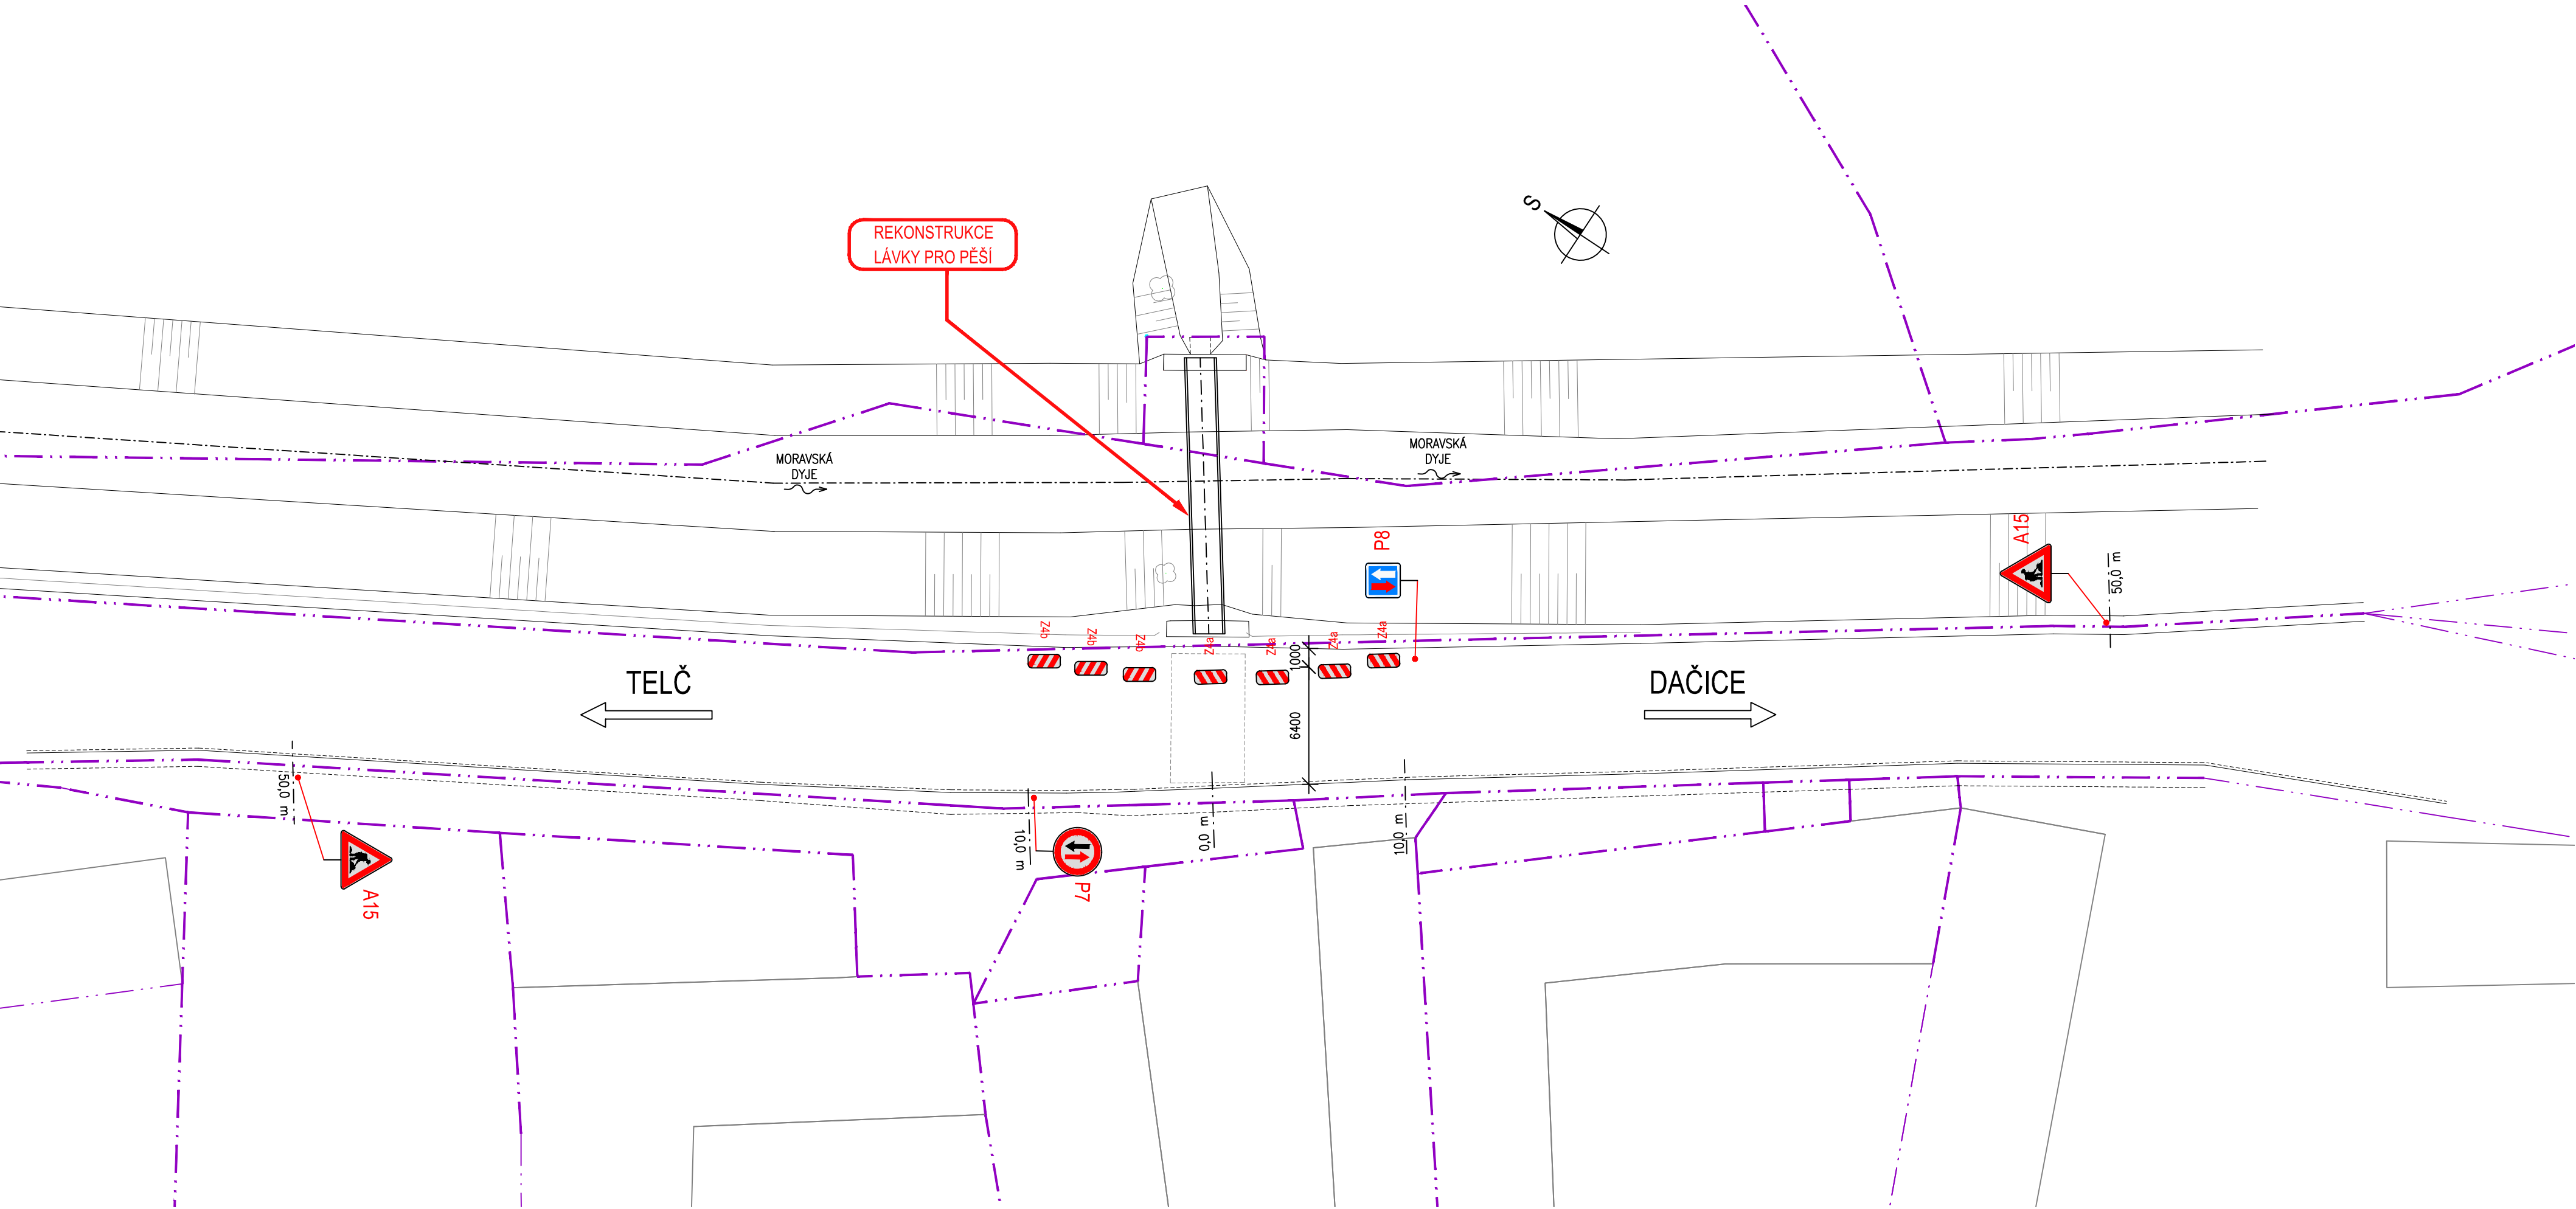 S
REKONSTRUKCE
LÁVKY PRO PĚŠÍ
MORAVSKÁ
DYJE
MORAVSKÁ
DYJE
P8
A15
50,0 m
Z4b
Z4b
Z4b
Z4a
Z4a
Z4a
Z4a
1000
6400
TELČ
DAČICE
50,0 m
A15
10,0 m
P7
0,0 m
10,0 m